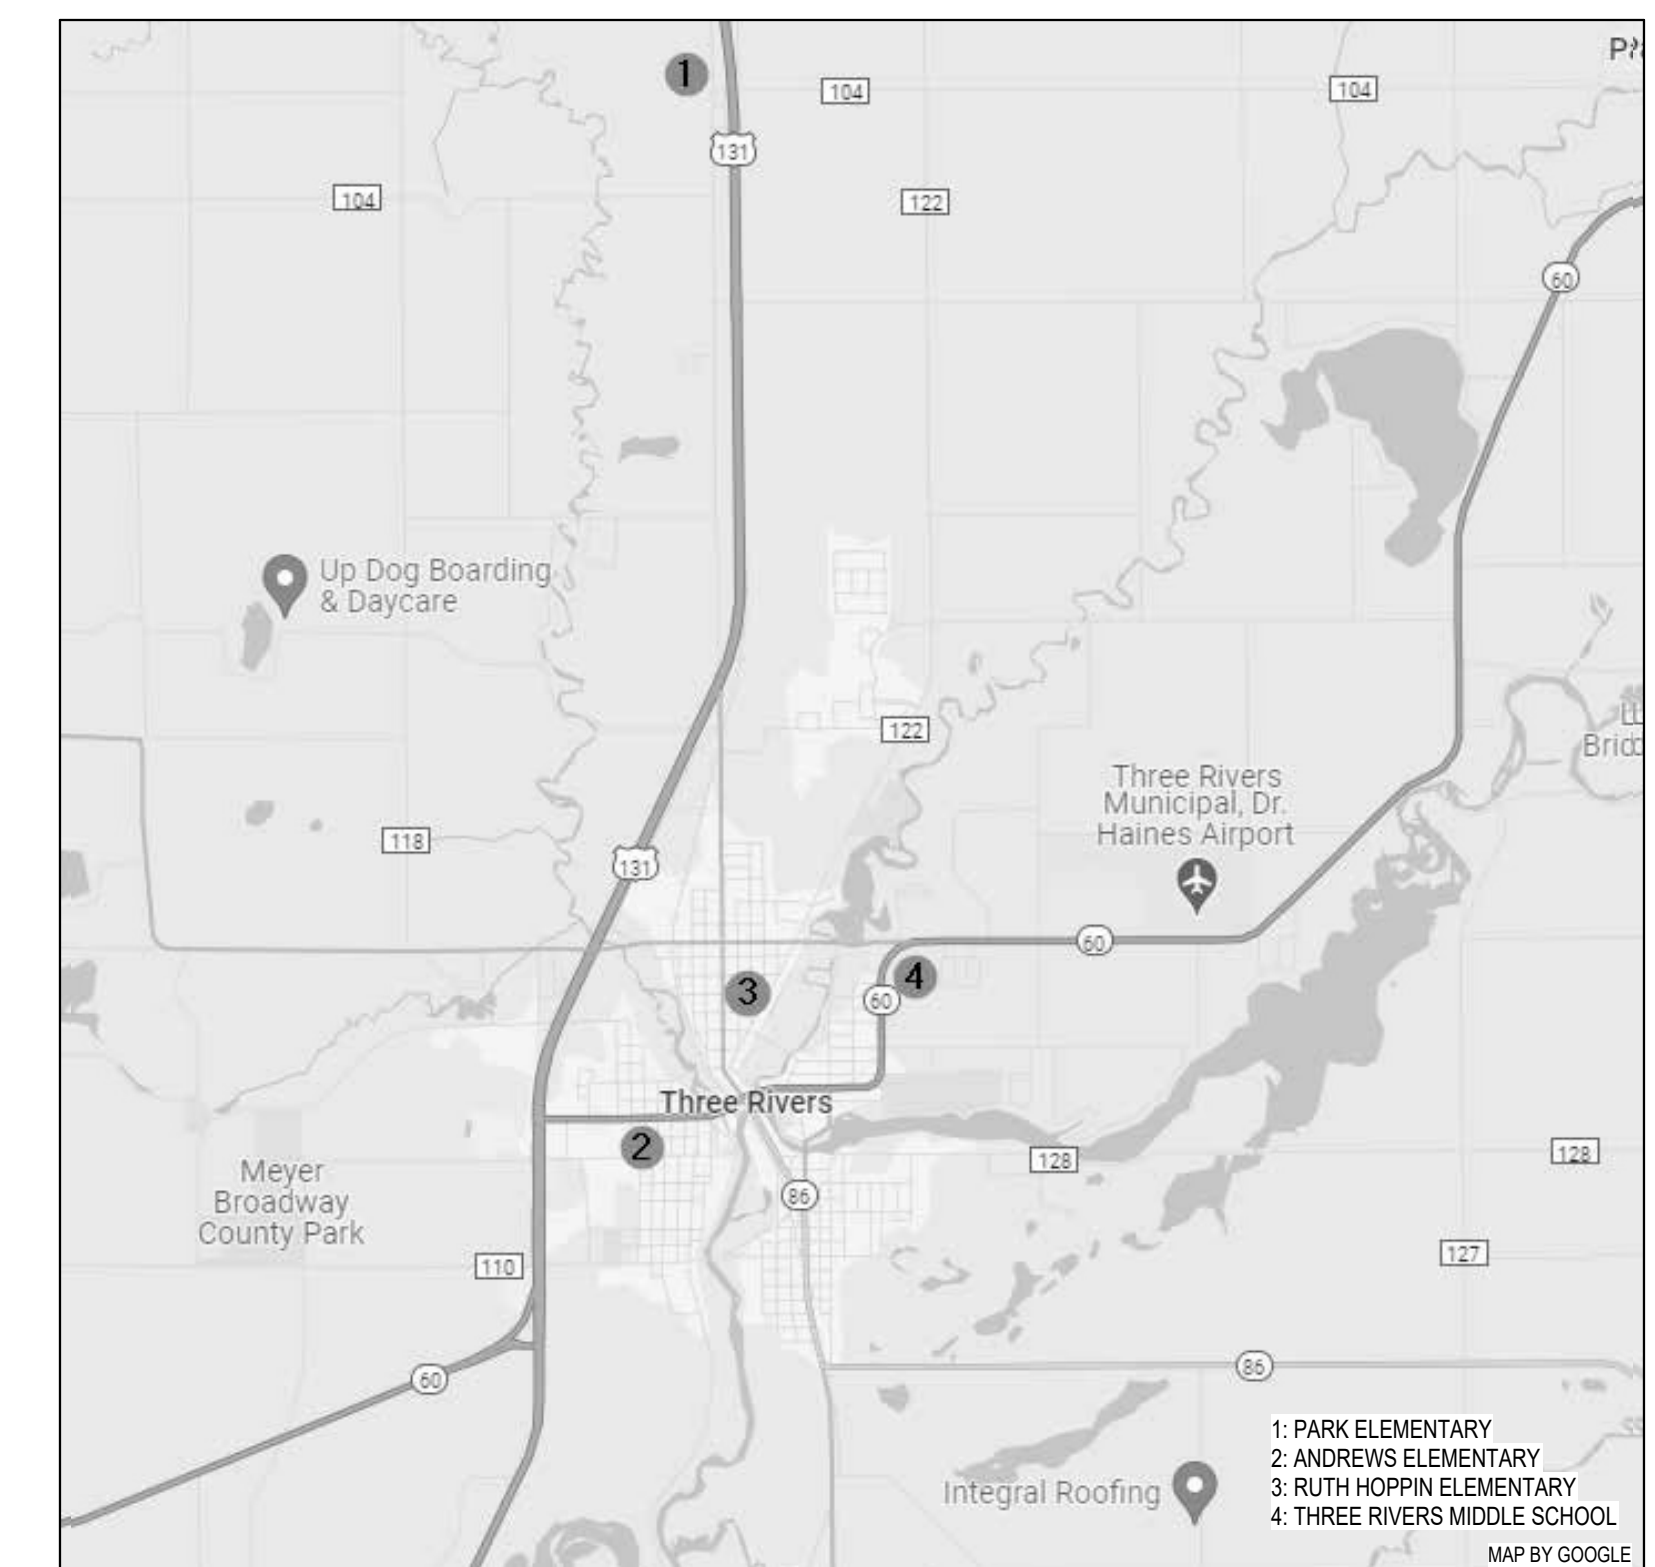 1
104
104
131
104
122
60
Up Dog Boarding
& Daycare
122
Three Rivers
Municipal, Dr.
Haines Airport
118
131
60
3
4
60
Three Rivers
2
128
128
Meyer
Broadway
County Park
86
110
127
60
86
1: PARK ELEMENTARY
2: ANDREWS ELEMENTARY
3: RUTH HOPPIN ELEMENTARY
4: THREE RIVERS MIDDLE SCHOOL
Integral Roofing
MAP BY GOOGLE